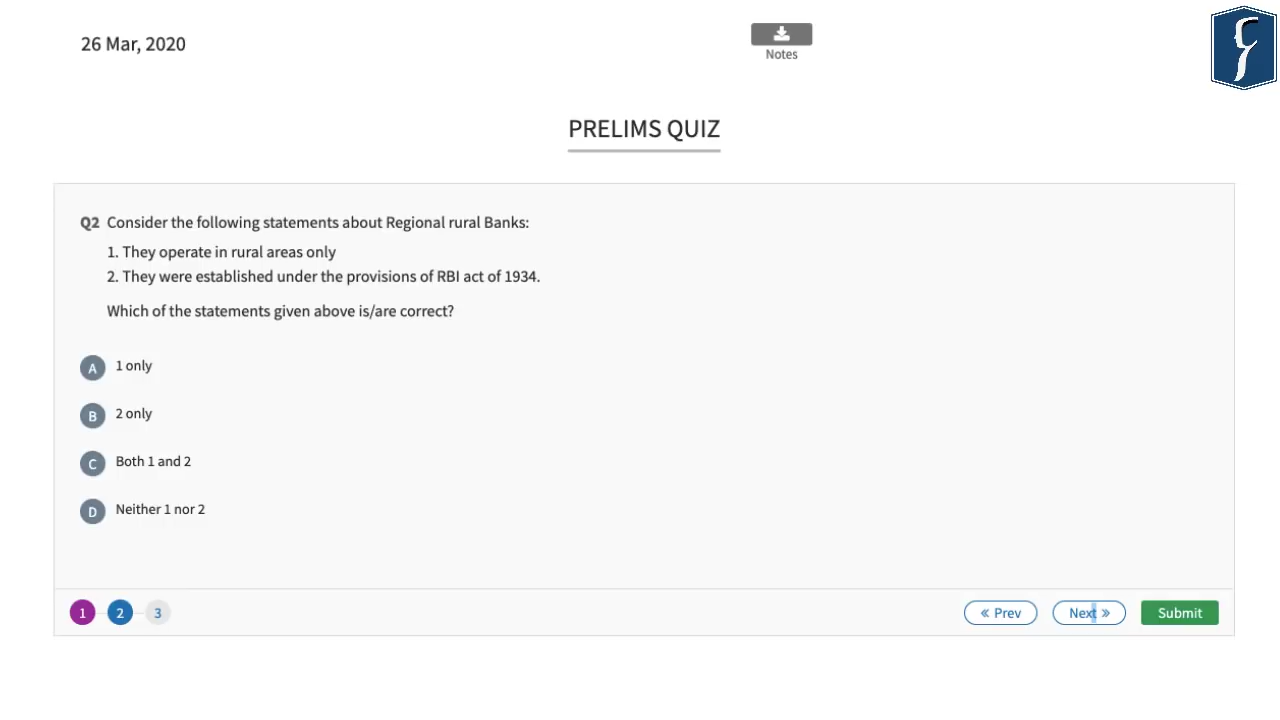 26 Mar, 2020
Notes
PRELIMS QUIZ
Q2 Consider the following statements about Regional rural Banks:
1. They operate in rural areas only
2. They were established under the provisions of RBI act of 1934.
Which of the statements given above is/are correct?
A 1 only
B 2 only
C Both 1 and 2
D Neither 1 nor 2
1 2 3 « Prev Next » Submit